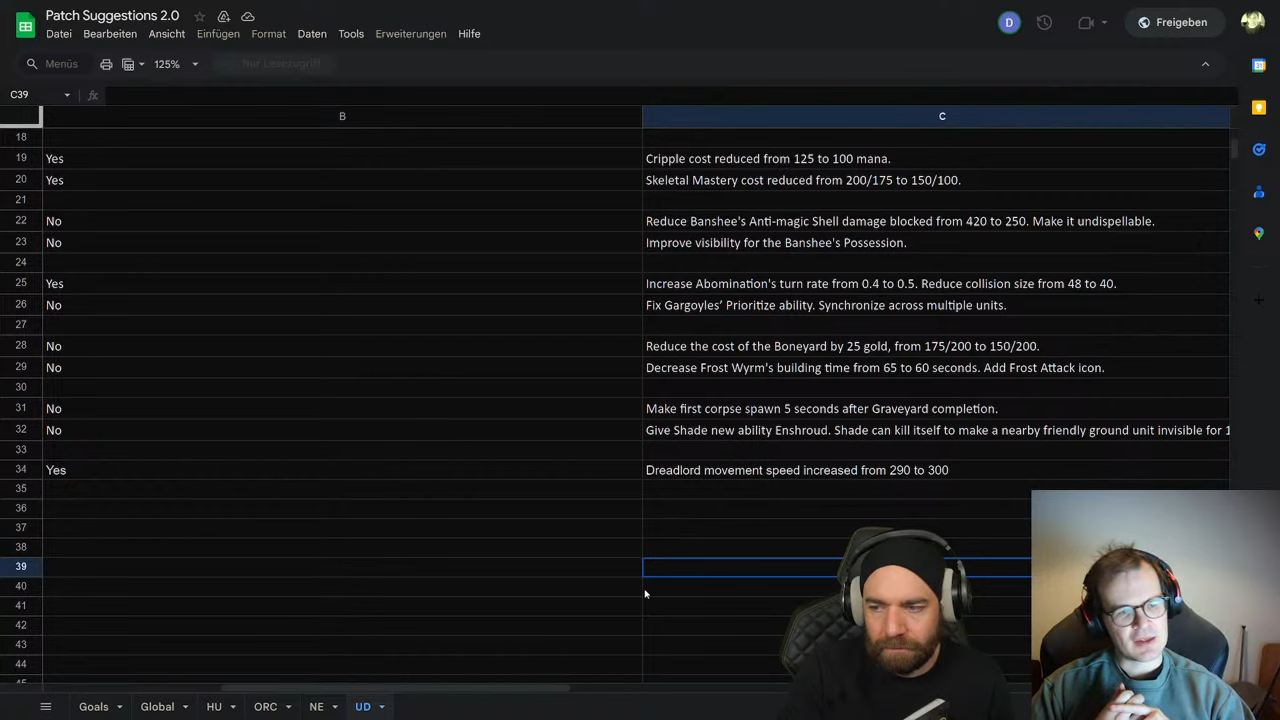 Patch Suggestions 2.0
D
Freigeben
Datei Bearbeiten Ansicht Einfügen Format Daten Tools Erweiterungen Hilfe
Menüs 125% Nur Lesezugriff
C39 fx
B C
18
19 Yes Cripple cost reduced from 125 to 100 mana.
20 Yes Skeletal Mastery cost reduced from 200/175 to 150/100.
21
22 No Reduce Banshee's Anti-magic Shell damage blocked from 420 to 250. Make it undispellable.
23 No Improve visibility for the Banshee's Possession.
24
25 Yes Increase Abomination's turn rate from 0.4 to 0.5. Reduce collision size from 48 to 40.
26 No Fix Gargoyles’ Prioritize ability. Synchronize across multiple units.
27
28 No Reduce the cost of the Boneyard by 25 gold, from 175/200 to 150/200.
29 No Decrease Frost Wyrm's building time from 65 to 60 seconds. Add Frost Attack icon.
30
31 No Make first corpse spawn 5 seconds after Graveyard completion.
32 No Give Shade new ability Enshroud. Shade can kill itself to make a nearby friendly ground unit invisible for 1
33
34 Yes Dreadlord movement speed increased from 290 to 300
35
36
37
38
39
40
41
42
43
44
Goals Global HU ORC NE UD